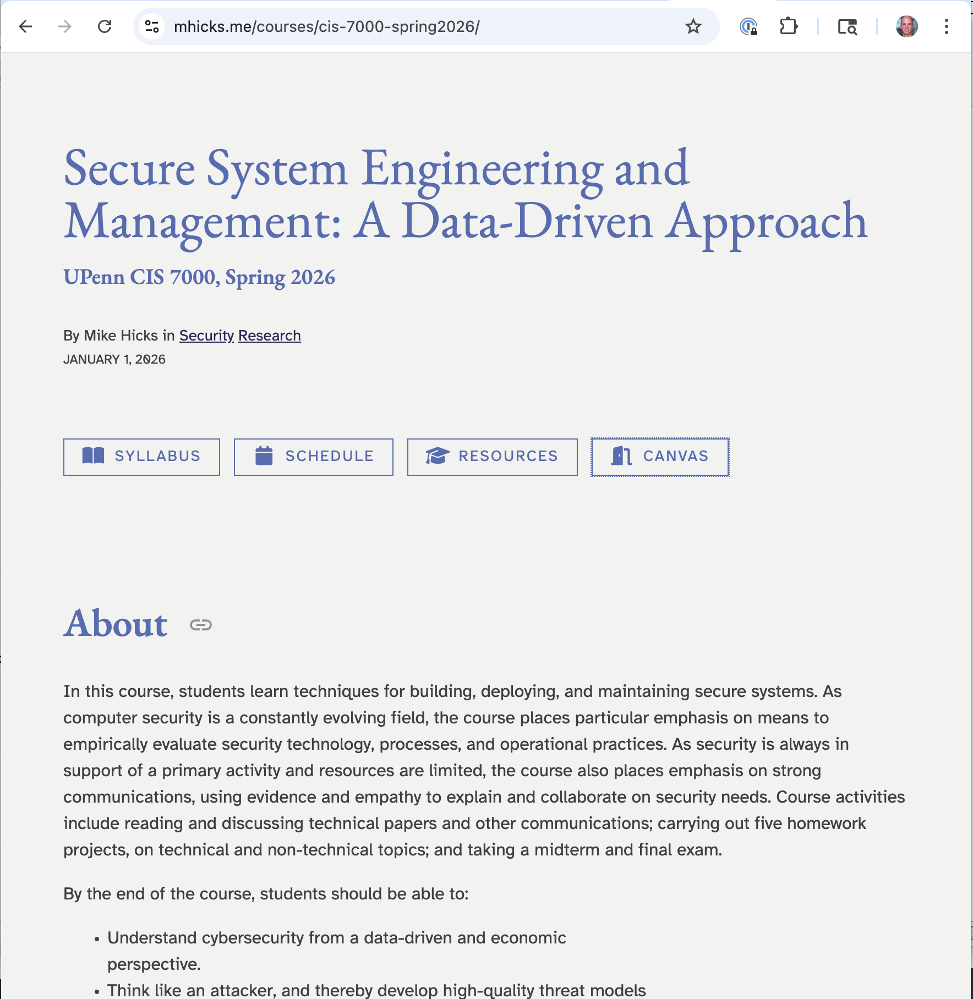 mhicks.me/courses/cis-7000-spring2026/
Secure System Engineering and
Management: A Data-Driven Approach
UPenn CIS 7000, Spring 2026
By Mike Hicks in Security Research
JANUARY 1, 2026
SYLLABUS
SCHEDULE
RESOURCES
CANVAS
About
In this course, students learn techniques for building, deploying, and maintaining secure systems. As
computer security is a constantly evolving field, the course places particular emphasis on means to
empirically evaluate security technology, processes, and operational practices. As security is always in
support of a primary activity and resources are limited, the course also places emphasis on strong
communications, using evidence and empathy to explain and collaborate on security needs. Course activities
include reading and discussing technical papers and other communications; carrying out five homework
projects, on technical and non-technical topics; and taking a midterm and final exam.
By the end of the course, students should be able to:
• Understand cybersecurity from a data-driven and economic
perspective.
• Think like an attacker, and thereby develop high-quality threat models